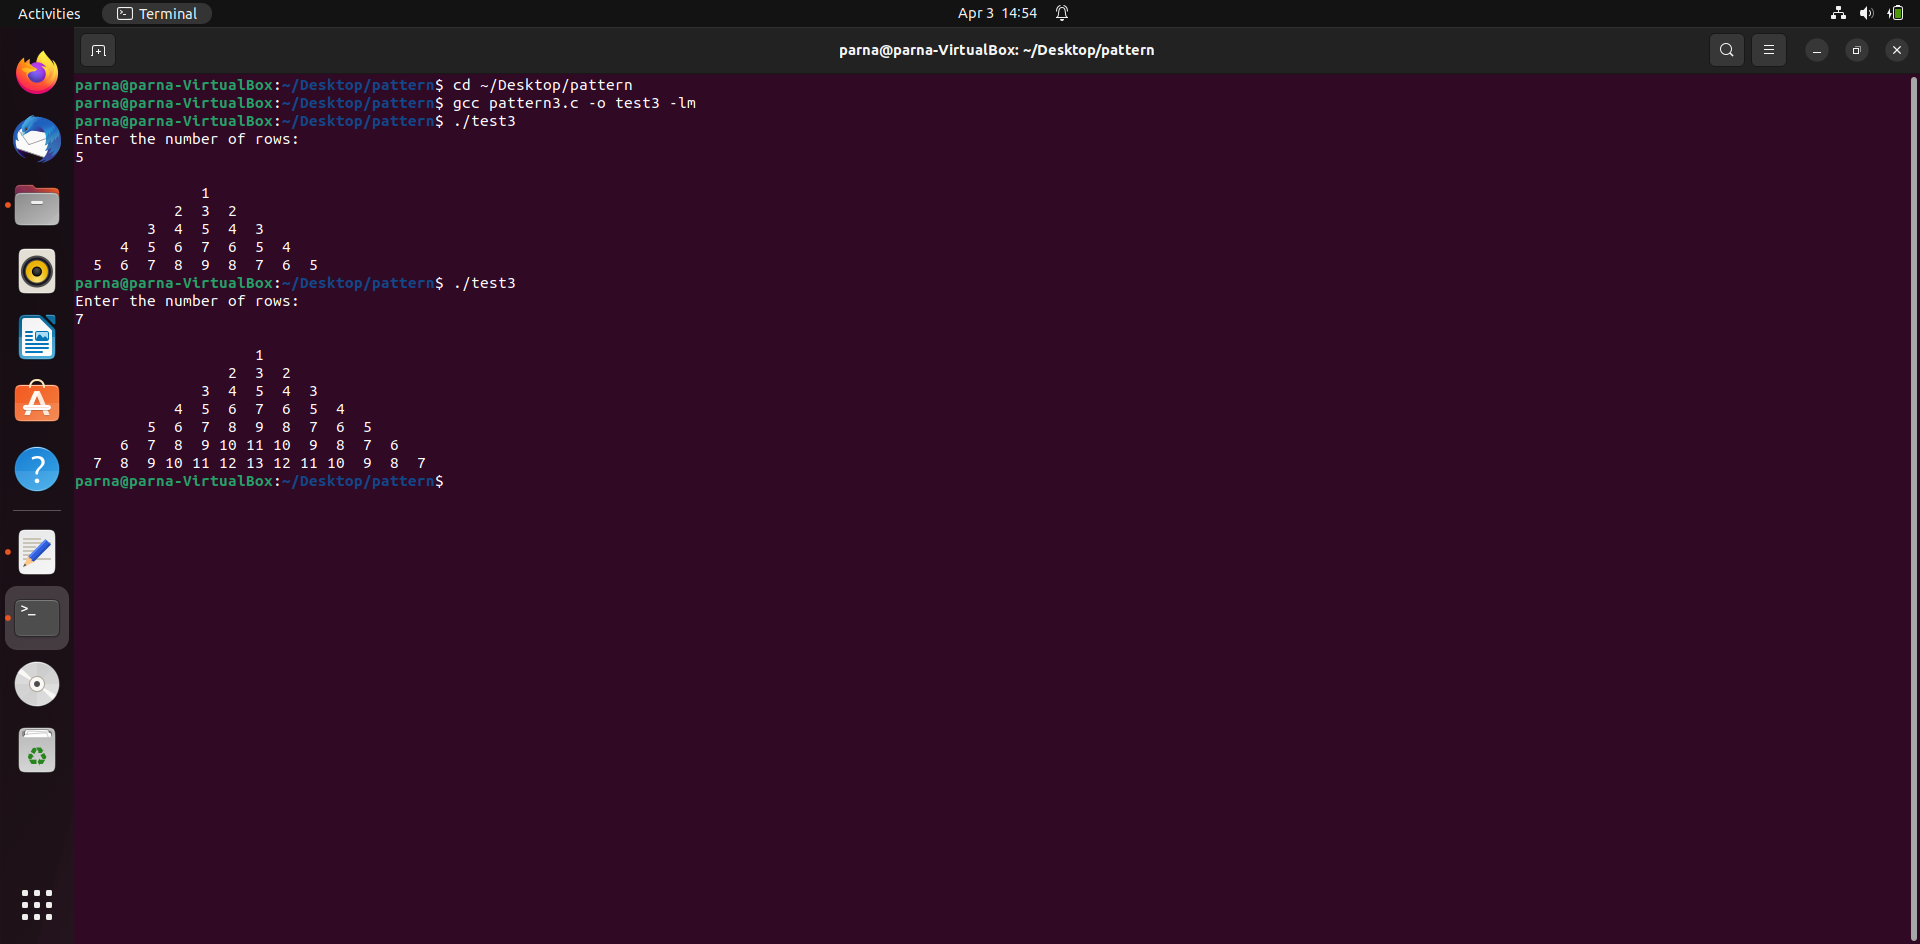 Activities Terminal Apr 3 14:54
parna@parna-VirtualBox: ~/Desktop/pattern
parna@parna-VirtualBox:~/Desktop/pattern$ cd ~/Desktop/pattern
parna@parna-VirtualBox:~/Desktop/pattern$ gcc pattern3.c -o test3 -lm
parna@parna-VirtualBox:~/Desktop/pattern$ ./test3
Enter the number of rows:
5
1
2 3 2
3 4 5 4 3
4 5 6 7 6 5 4
5 6 7 8 9 8 7 6 5
parna@parna-VirtualBox:~/Desktop/pattern$ ./test3
Enter the number of rows:
7
1
2 3 2
3 4 5 4 3
4 5 6 7 6 5 4
5 6 7 8 9 8 7 6 5
6 7 8 9 10 11 10 9 8 7 6
7 8 9 10 11 12 13 12 11 10 9 8 7
parna@parna-VirtualBox:~/Desktop/pattern$